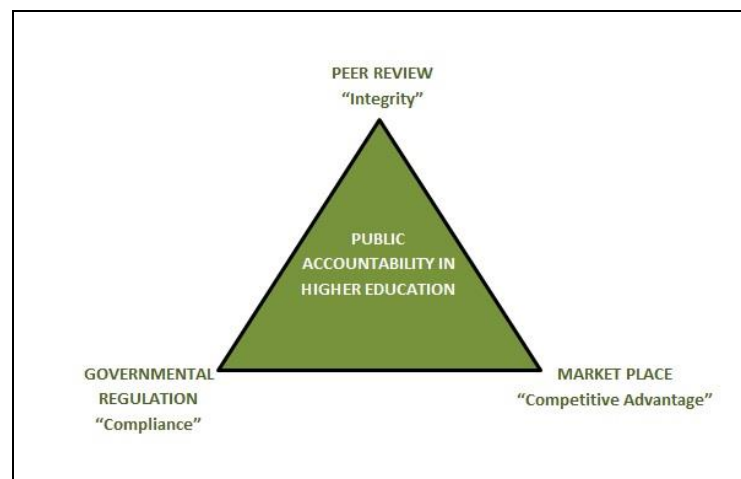 PEER REVIEW
“Integrity”
PUBLIC
ACCOUNTABILITY IN
HIGHER EDUCATION
GOVERNMENTAL
REGULATION
“Compliance”
MARKET PLACE
“Competitive Advantage”